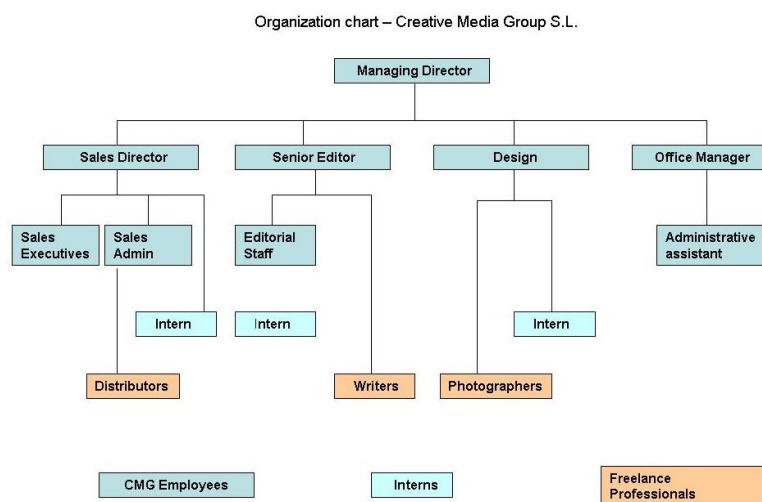 Organization chart – Creative Media Group S.L.
Managing Director
Sales Director
Senior Editor
Design
Office Manager
Sales
Executives
Sales
Admin
Editorial
Staff
Administrative
assistant
Intern
Intern
Intern
Distributors
Writers
Photographers
CMG Employees
Interns
Freelance
Professionals